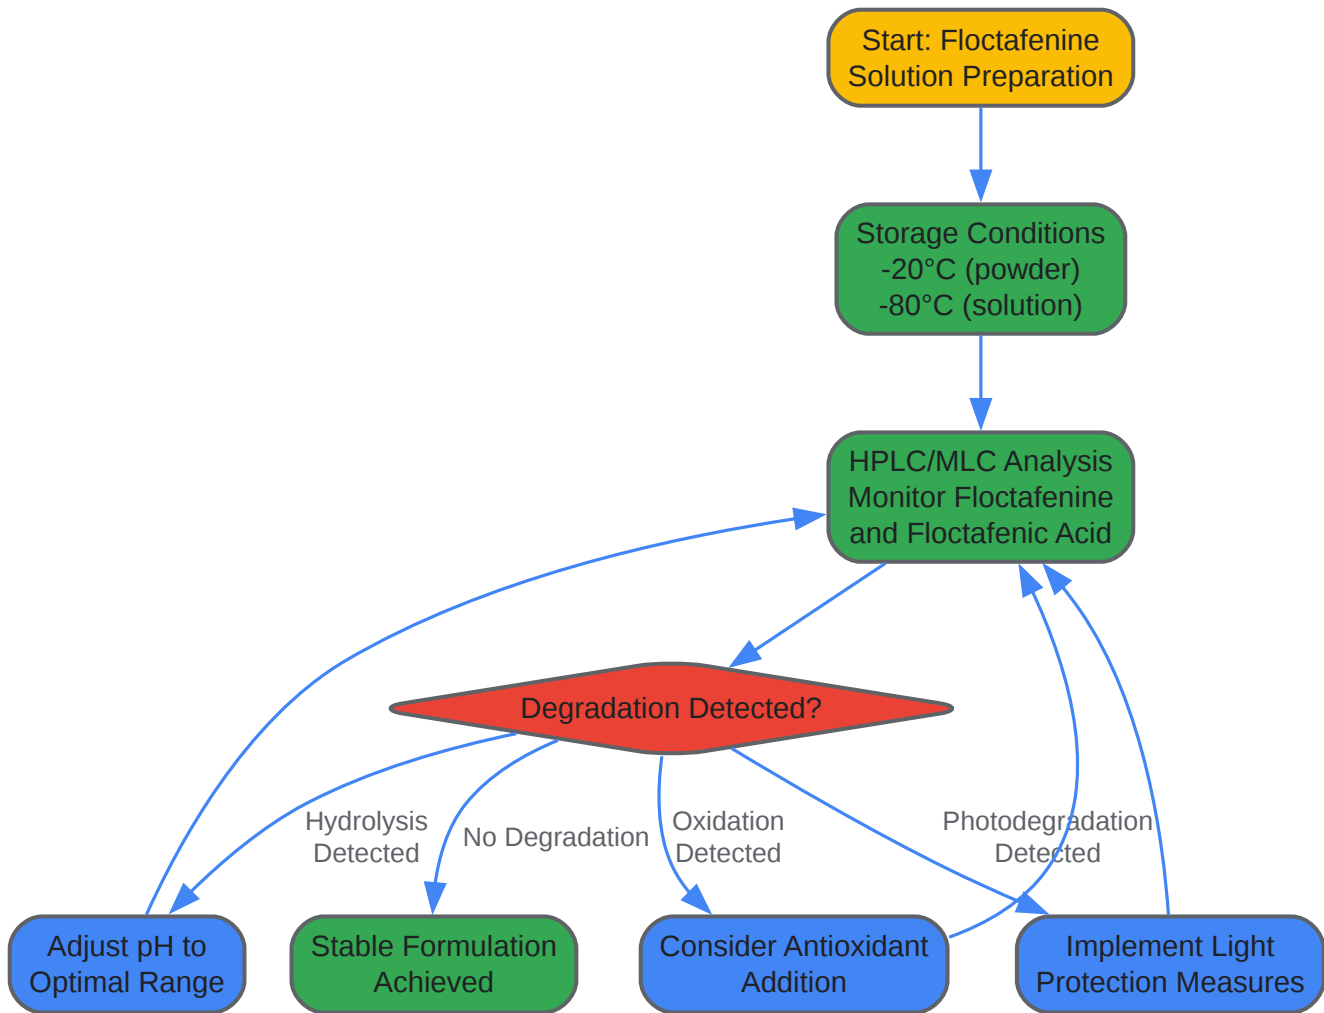 Start: Floctafenine
Solution Preparation
Storage Conditions
-20°C (powder)
-80°C (solution)
HPLC/MLC Analysis
Monitor Floctafenine
and Floctafenic Acid
Degradation Detected?
Hydrolysis
Detected
No Degradation
Oxidation
Detected
Photodegradation
Detected
Adjust pH to
Optimal Range
Stable Formulation
Achieved
Consider Antioxidant
Addition
Implement Light
Protection Measures